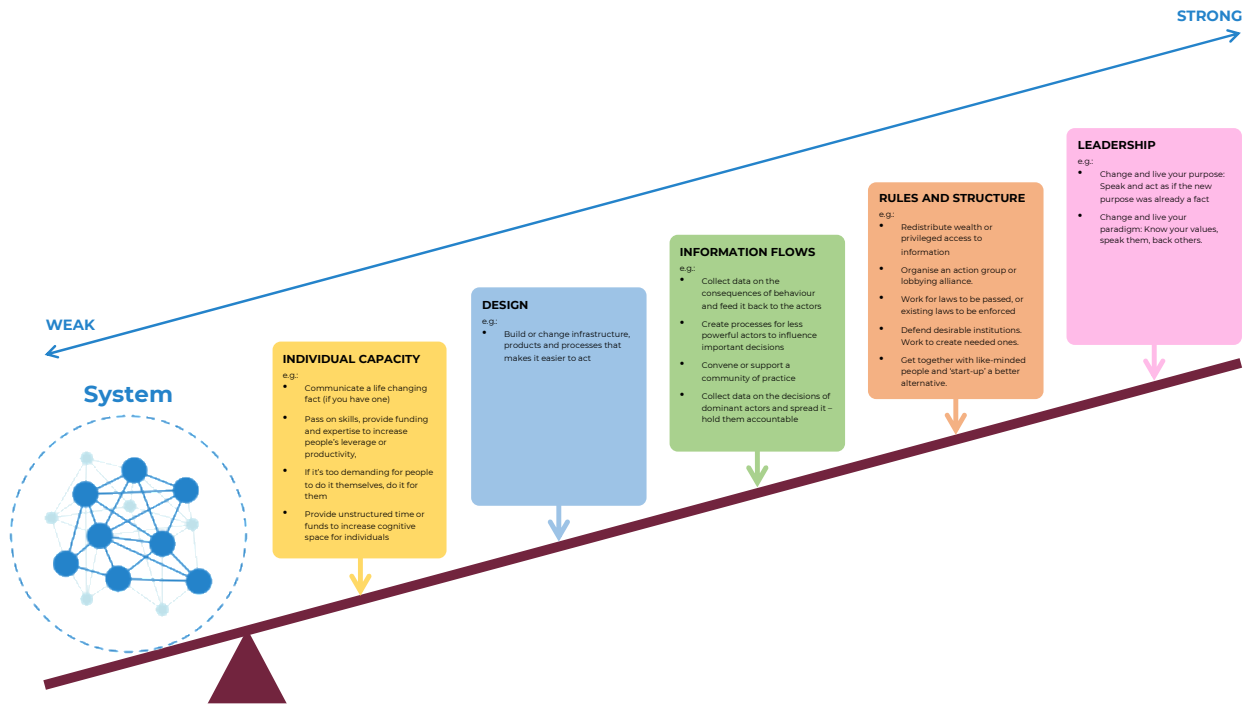 STRONG
WEAK
System
INDIVIDUAL CAPACITY
e.g.:
• Communicate a life changing
fact (if you have one)
• Pass on skills, provide funding
and expertise to increase
people's leverage or
productivity,
• If it's too demanding for people
to do it themselves, do it for
them
• Provide unstructured time or
funds to increase cognitive
space for individuals
DESIGN
e.g.:
• Build or change infrastructure,
products and processes that
makes it easier to act
INFORMATION FLOWS
e.g.:
• Collect data on the
consequences of behaviour
and feed it back to the actors
• Create processes for less
powerful actors to influence
important decisions
• Convene or support a
community of practice
• Collect data on the decisions of
dominant actors and spread it –
hold them accountable
RULES AND STRUCTURE
e.g.:
• Redistribute wealth or
privileged access to
information
• Organise an action group or
lobbying alliance.
• Work for laws to be passed, or
existing laws to be enforced
• Defend desirable institutions.
Work to create needed ones.
• Get together with like-minded
people and 'start-up' a better
alternative.
LEADERSHIP
e.g.:
• Change and live your purpose:
Speak and act as if the new
purpose was already a fact
• Change and live your
paradigm: Know your values,
speak them, back others.